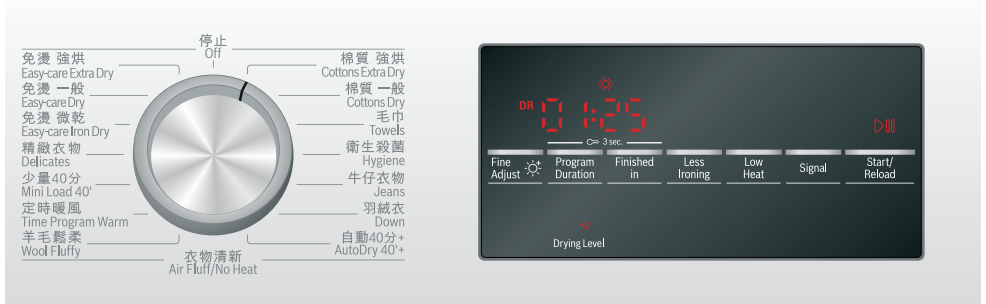 停止
Off
免燙 強烘
Easy-care Extra Dry
免燙 一般
Easy-care Dry
免燙 微乾
Easy-care Iron Dry
精緻衣物
Delicates
少量40分
Mini Load 40'
定時暖風
Time Program Warm
羊毛鬆柔
Wool Fluffy
衣物清新
Air Fluff/No Heat
棉質 強烘
Cottons Extra Dry
棉質 一般
Cottons Dry
毛巾
Towels
衛生殺菌
Hygiene
牛仔衣物
Jeans
羽絨衣
Down
自動40分+
AutoDry 40'+
DR 01:25
3 sec.
Fine Adjust
Program Duration
Finished in
Less Ironing
Low Heat
Signal
Start/Reload
+2
Drying Level